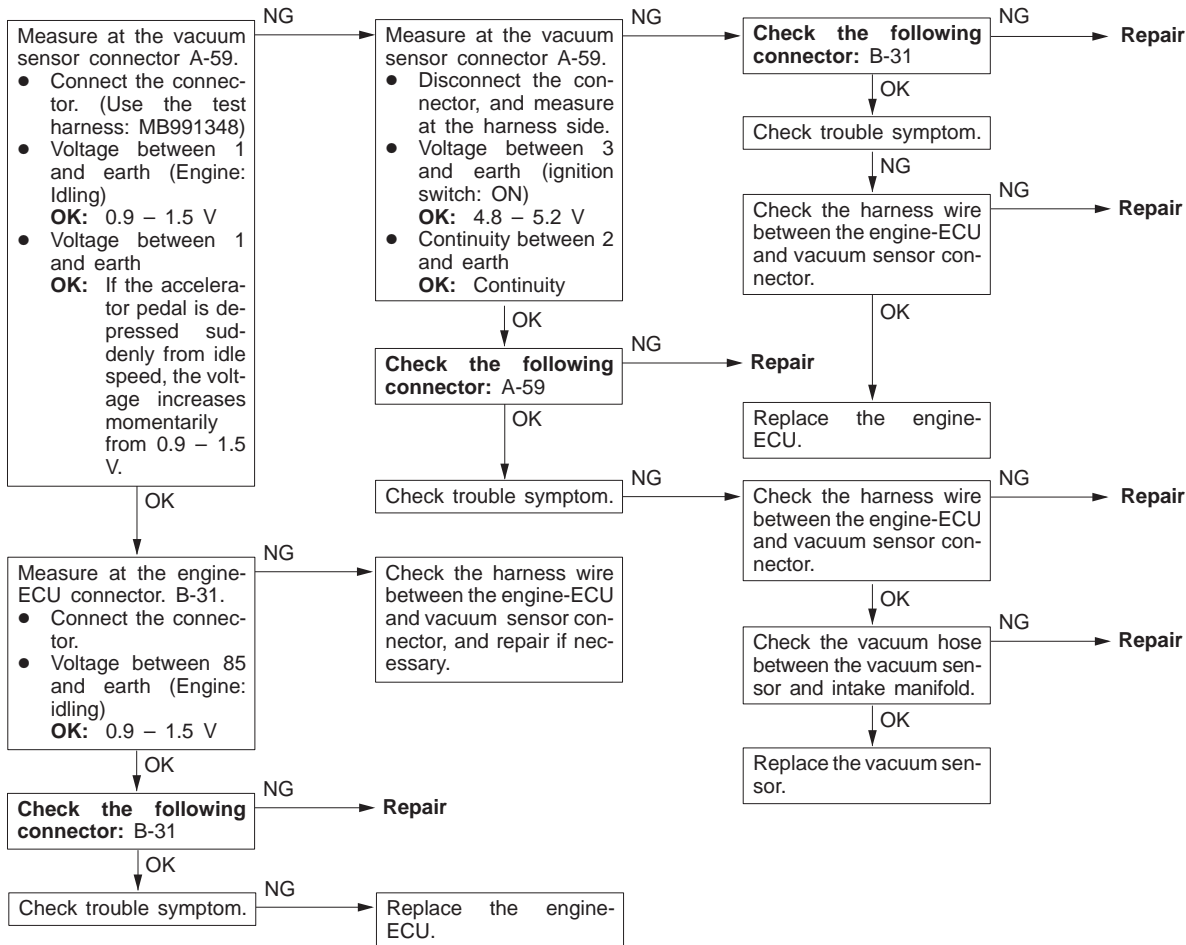 Measure at the vacuum
sensor connector A-59.
● Connect the connec-
tor. (Use the test
harness: MB991348)
● Voltage between 1
and earth (Engine:
Idling)
OK: 0.9 – 1.5 V
● Voltage between 1
and earth
OK: If the accelera-
tor pedal is de-
pressed sud-
denly from idle
speed, the volt-
age increases
momentarily
from 0.9 – 1.5
V.
NG
OK
Measure at the vacuum
sensor connector A-59.
● Disconnect the con-
nector, and measure
at the harness side.
● Voltage between 3
and earth (ignition
switch: ON)
OK: 4.8 – 5.2 V
● Continuity between 2
and earth
OK: Continuity
NG
OK
Check the following
connector: B-31
NG
Repair
OK
Check trouble symptom.
NG
Check the harness wire
between the engine-ECU
and vacuum sensor con-
nector.
NG
Repair
OK
Replace the engine-
ECU.
Check the following
connector: A-59
NG
Repair
OK
Check trouble symptom.
NG
Check the harness wire
between the engine-ECU
and vacuum sensor con-
nector.
NG
Repair
OK
Check the vacuum hose
between the vacuum sen-
sor and intake manifold.
NG
Repair
OK
Replace the vacuum sen-
sor.
Measure at the engine-
ECU connector. B-31.
● Connect the connec-
tor.
● Voltage between 85
and earth (Engine:
idling)
OK: 0.9 – 1.5 V
NG
Check the harness wire
between the engine-ECU
and vacuum sensor con-
nector, and repair if nec-
essary.
OK
Check the following
connector: B-31
NG
Repair
OK
Check trouble symptom.
NG
Replace the engine-
ECU.